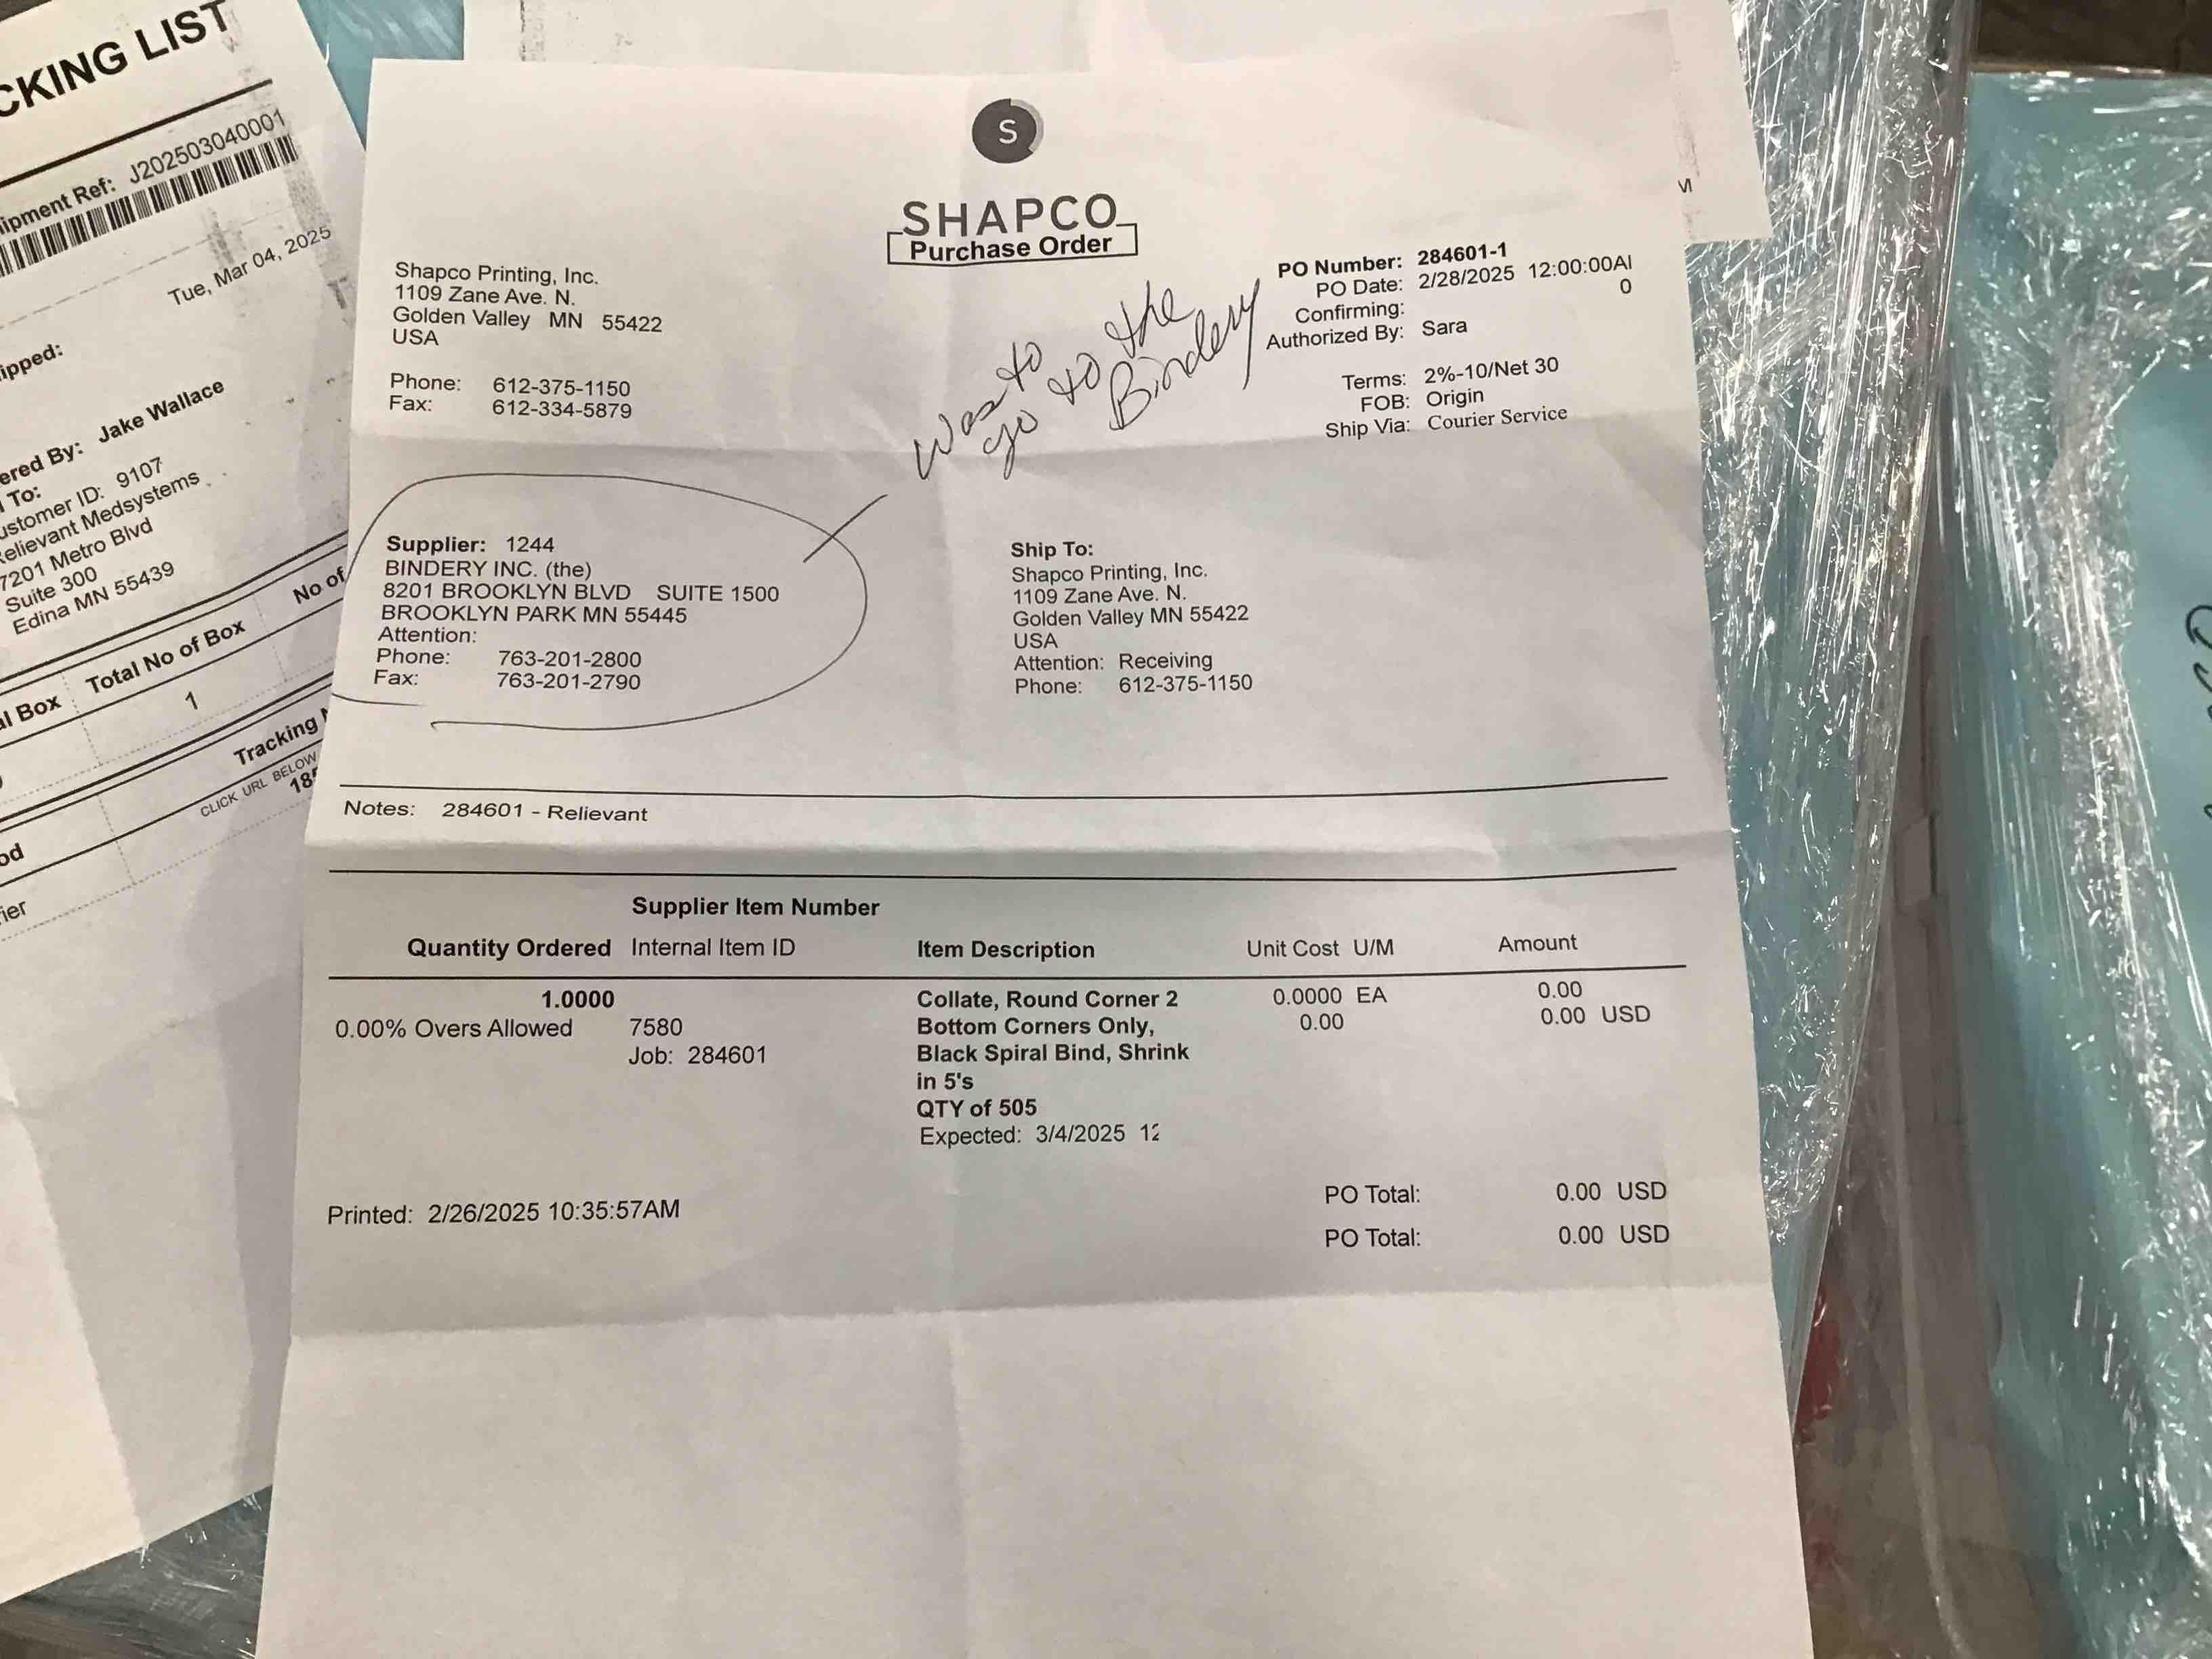 CKING LIST
ipment Ref: J202503040001
Tue, Mar 04, 2025
ipped:
ered By: Jake Wallace
To:
ustomer ID: 9107
elievant Medsystems
7201 Metro Blvd
Suite 300
Edina MN 55439
al Box Total No of Box No of
1
Tracking
CLICK URL BELOW
od
ier
S
SHAPCO
Purchase Order
Shapco Printing, Inc.
1109 Zane Ave. N.
Golden Valley MN 55422
USA
Phone: 612-375-1150
Fax: 612-334-5879
Was to
go to the
Bindery
PO Number: 284601-1
PO Date: 2/28/2025 12:00:00AI
0
Confirming:
Authorized By: Sara
Terms: 2%-10/Net 30
FOB: Origin
Ship Via: Courier Service
Supplier: 1244
BINDERY INC. (the)
8201 BROOKLYN BLVD SUITE 1500
BROOKLYN PARK MN 55445
Attention:
Phone: 763-201-2800
Fax: 763-201-2790
Ship To:
Shapco Printing, Inc.
1109 Zane Ave. N.
Golden Valley MN 55422
USA
Attention: Receiving
Phone: 612-375-1150
Notes: 284601 - Relievant
Supplier Item Number
Quantity Ordered Internal Item ID Item Description Unit Cost U/M Amount
1.0000 Collate, Round Corner 2 0.0000 EA 0.00
0.00% Overs Allowed 7580 Bottom Corners Only, 0.00 0.00 USD
Job: 284601 Black Spiral Bind, Shrink
in 5's
QTY of 505
Expected: 3/4/2025 12
PO Total: 0.00 USD
Printed: 2/26/2025 10:35:57AM
PO Total: 0.00 USD